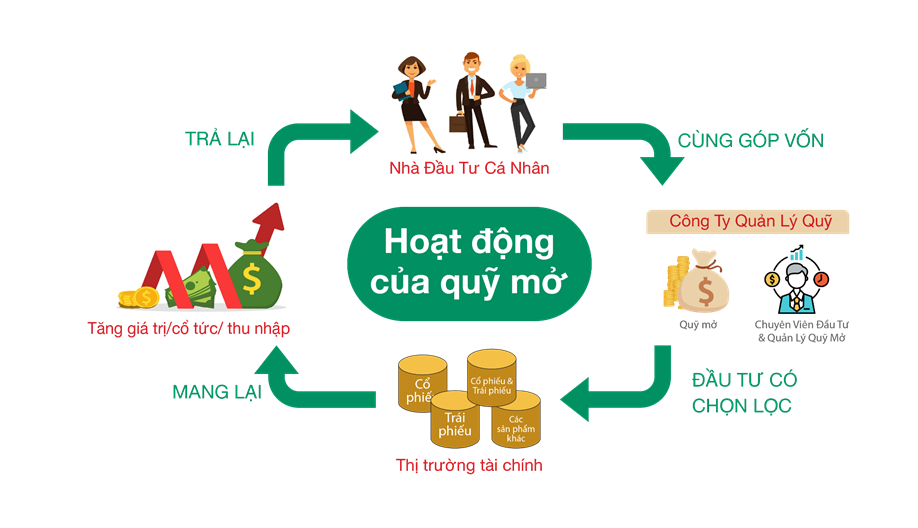 Hoạt động
của quỹ mở
Nhà Đầu Tư Cá Nhân
CÙNG GÓP VỐN
Công Ty Quản Lý Quỹ
Quỹ mở
Chuyên Viên Đầu Tư
& Quản Lý Quỹ Mở
ĐẦU TƯ CÓ
CHỌN LỌC
Cổ
phiế
Cổ phiếu &
Trái phiếu
Trái
phiếu
Các
sản phẩm
khác
Thị trường tài chính
MANG LẠI
Tăng giá trị/cổ tức/ thu nhập
TRẢ LẠI